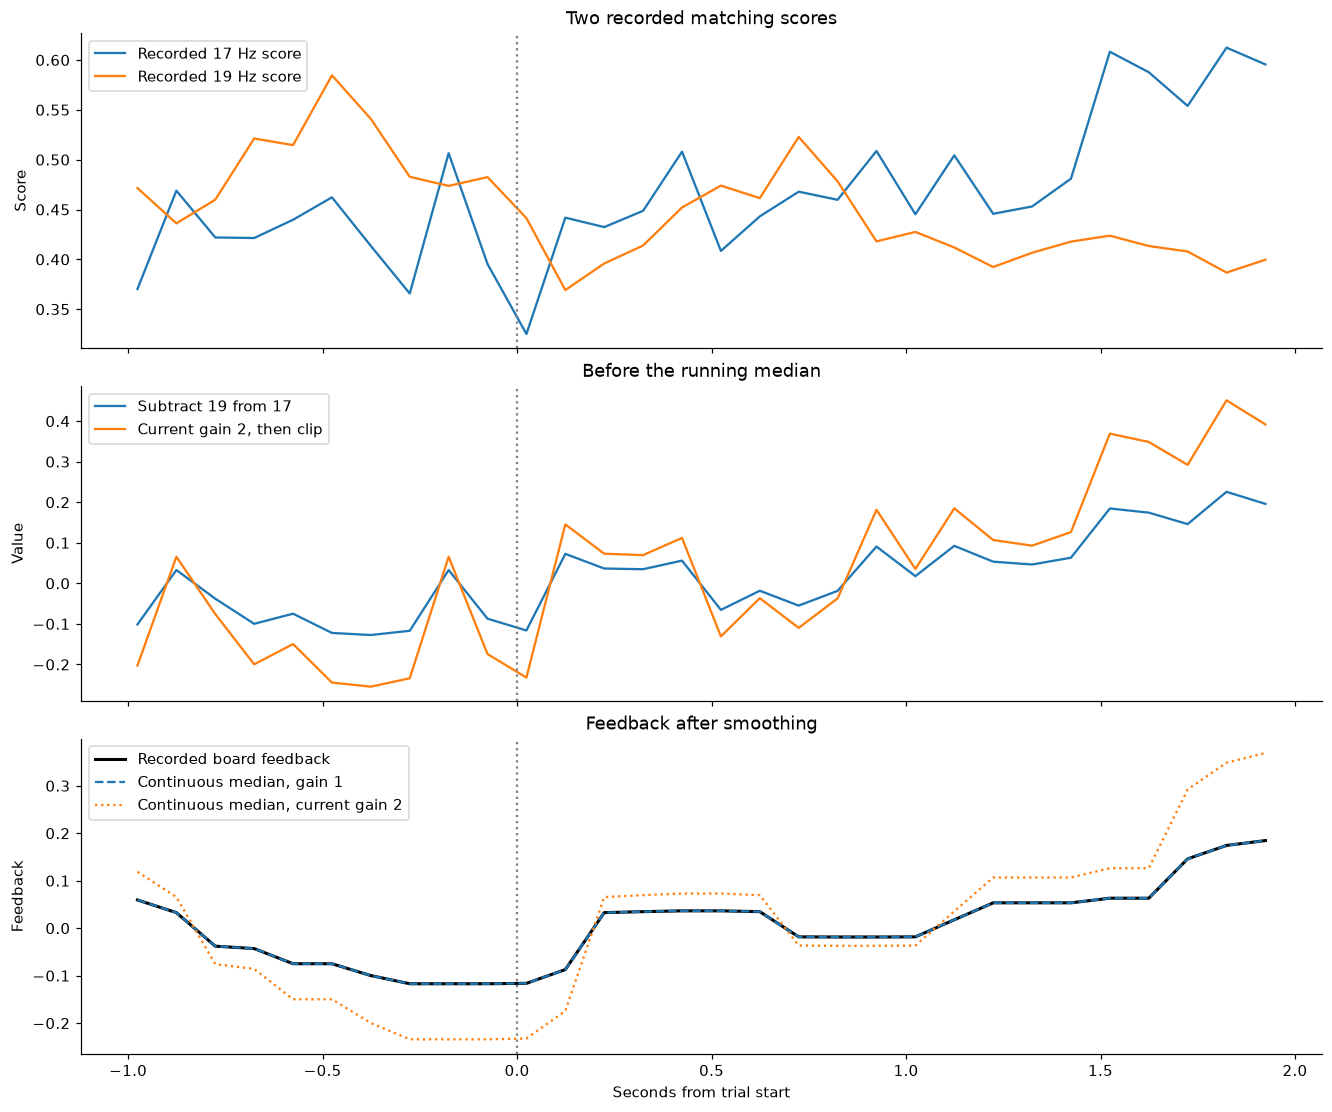 Two recorded matching scores
Recorded 17 Hz score
Recorded 19 Hz score
Score
0.60
0.55
0.50
0.45
0.40
0.35
Before the running median
Subtract 19 from 17
Current gain 2, then clip
Value
0.4
0.3
0.2
0.1
0.0
−0.1
−0.2
Feedback after smoothing
Recorded board feedback
Continuous median, gain 1
Continuous median, current gain 2
Feedback
0.3
0.2
0.1
0.0
−0.1
−0.2
−1.0 −0.5 0.0 0.5 1.0 1.5 2.0
Seconds from trial start